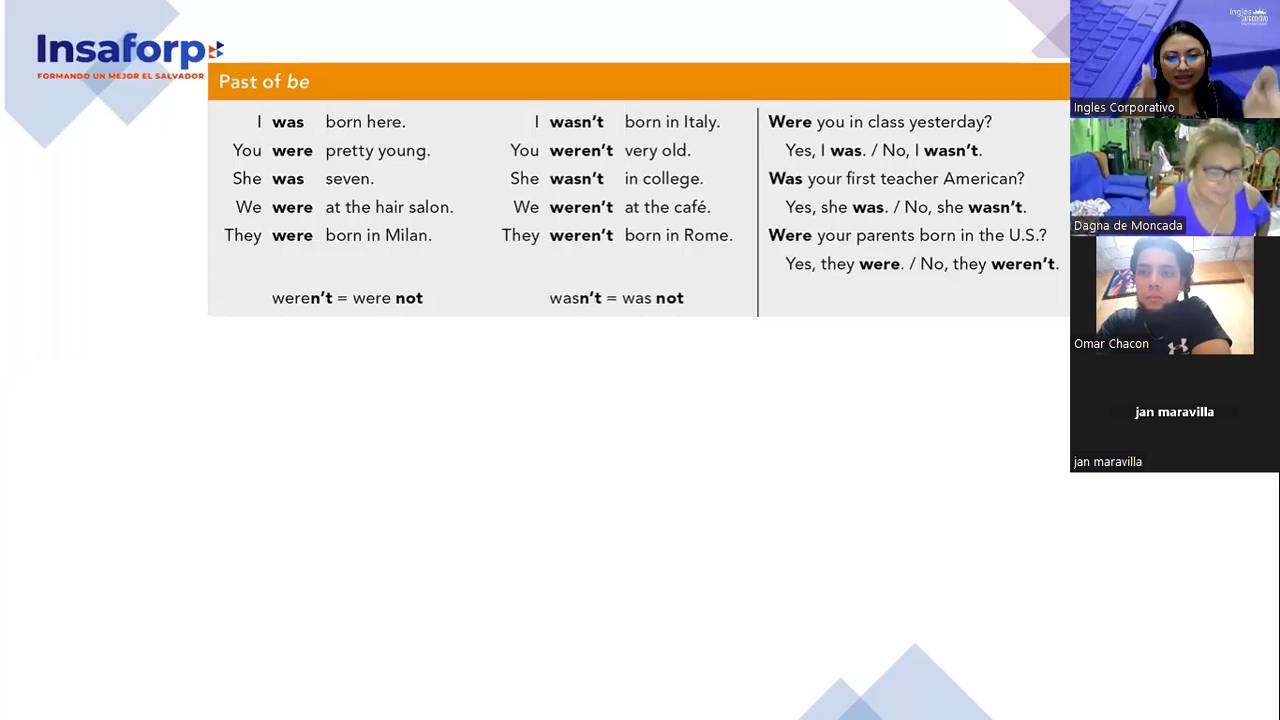 Insaforp
FORMANDO UN MEJOR EL SALVADOR
Past of be
I was born here.
You were pretty young.
She was seven.
We were at the hair salon.
They were born in Milan.
weren't = were not
I wasn't born in Italy.
You weren't very old.
She wasn't in college.
We weren't at the café.
They weren't born in Rome.
wasn't = was not
Were you in class yesterday?
Yes, I was. / No, I wasn't.
Was your first teacher American?
Yes, she was. / No, she wasn't.
Were your parents born in the U.S.?
Yes, they were. / No, they weren't.
Inglés
Corporativo
Ingles Corporativo
Dagna de Moncada
Omar Chacon
jan maravilla
jan maravilla